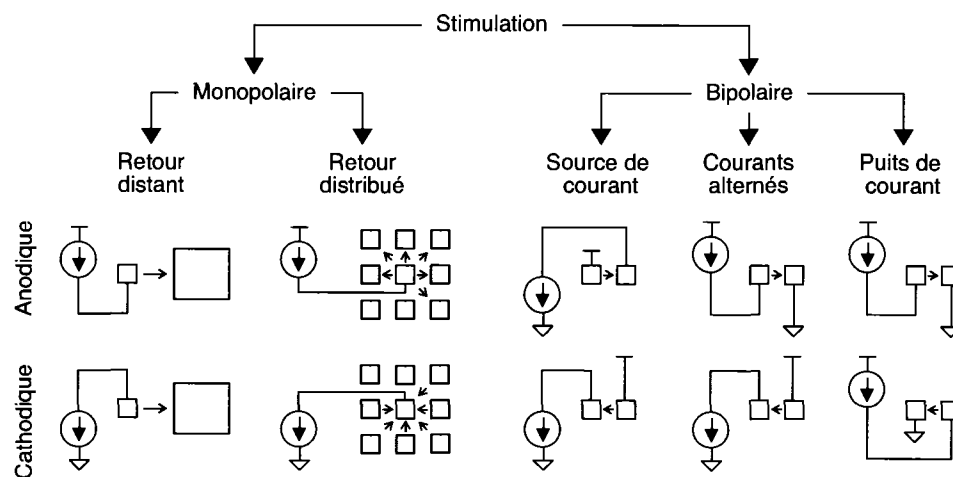 Stimulation
Monopolaire
Bipolaire
Retour
distant
Retour
distribué
Source de
courant
Courants
alternés
Puits de
courant
Anodique
Cathodique